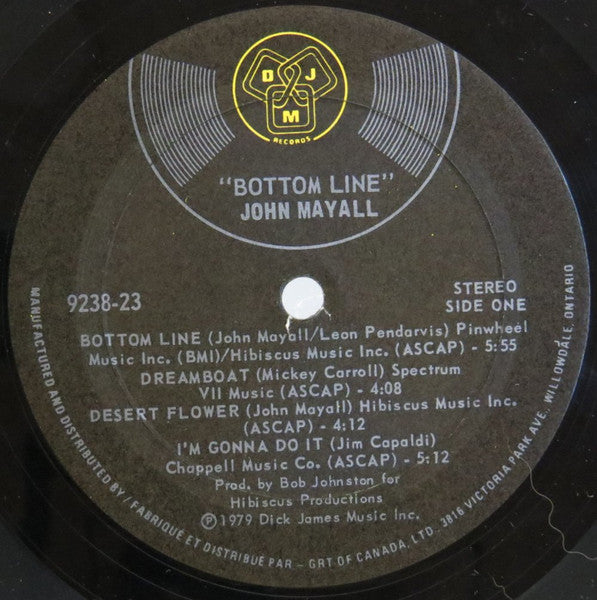 D J
M
RECORDS
"BOTTOM LINE"
JOHN MAYALL
9238-23
STEREO
SIDE ONE
BOTTOM LINE (John Mayall/Leon Pendarvis) Pinwheel
Music Inc. (BMI)/Hibiscus Music Inc. (ASCAP) - 5:55
DREAMBOAT (Mickey Carroll) Spectrum
VII Music (ASCAP) - 4:08
DESERT FLOWER (John Mayall) Hibiscus Music Inc.
(ASCAP) - 4:12
I'M GONNA DO IT (Jim Capaldi)
Chappell Music Co. (ASCAP) - 5:12
Prod. by Bob Johnston for
Hibiscus Productions
Ⓟ 1979 Dick James Music Inc.
MANUFACTURED AND DISTRIBUTED BY / FABRIQUE ET DISTRIBUE PAR - GRT OF CANADA, LTD., 3816 VICTORIA PARK AVE., WILLOWDALE, ONTARIO